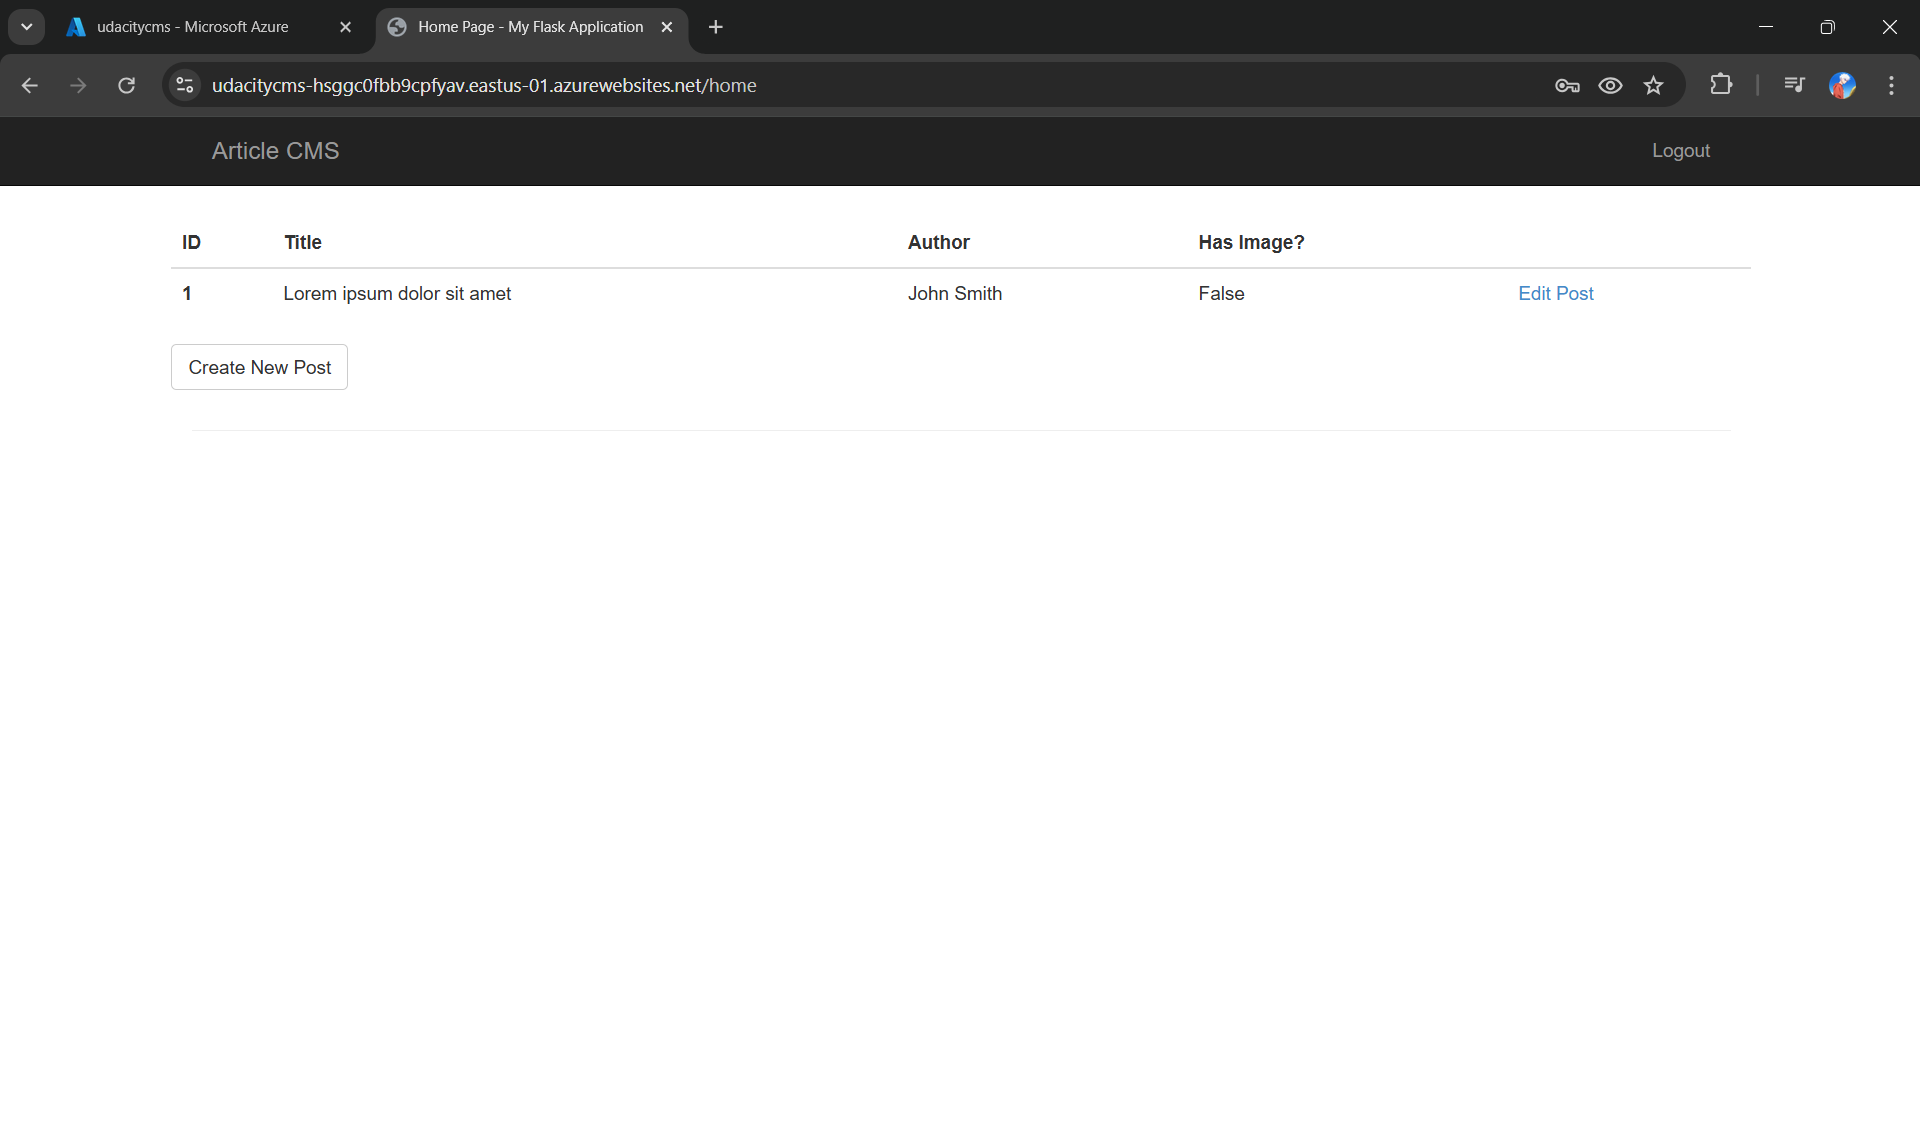 udacitycms - Microsoft Azure
Home Page - My Flask Application
udacitycms-hsggc0fbb9cpfyav.eastus-01.azurewebsites.net/home
Article CMS Logout
ID Title Author Has Image?
1 Lorem ipsum dolor sit amet John Smith False Edit Post
Create New Post